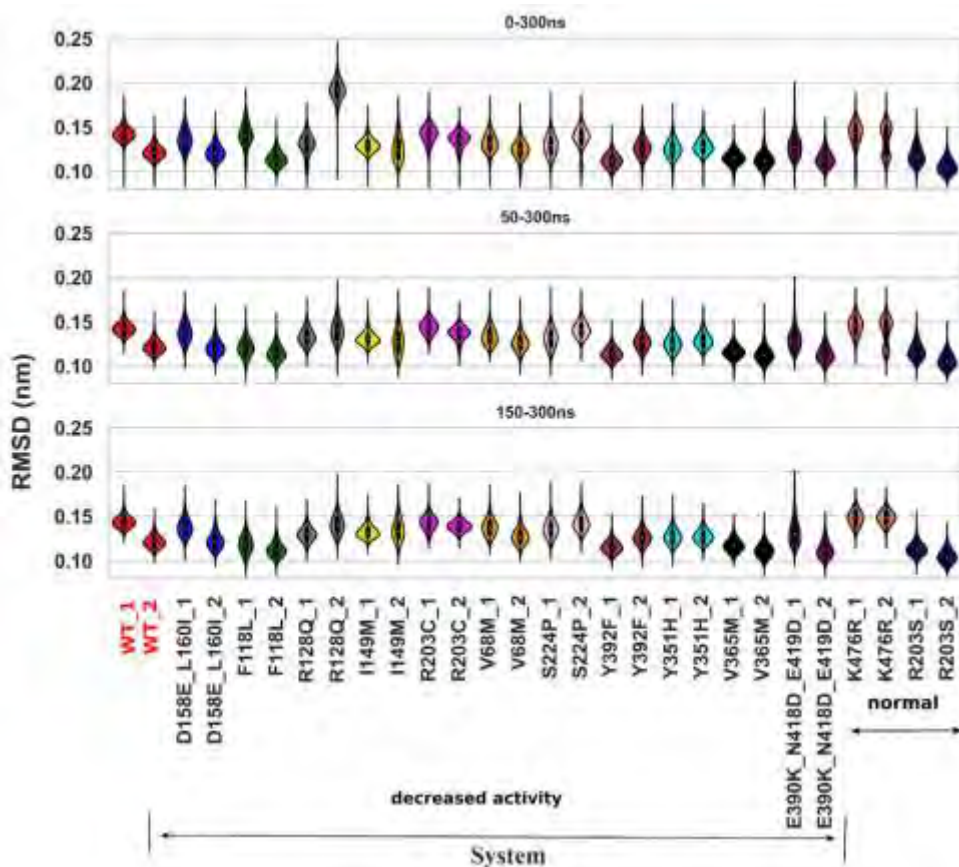 0-300ns
0.25
0.20
0.15
0.10
50-300ns
0.25
0.20
0.15
0.10
150-300ns
0.25
0.20
0.15
0.10
RMSD (nm)
WT_1
WT_2
D158E_L160I_1
D158E_L160I_2
F118L_1
F118L_2
R128Q_1
R128Q_2
I149M_1
I149M_2
R203C_1
R203C_2
V68M_1
V68M_2
S224P_1
S224P_2
Y392F_1
Y392F_2
Y351H_1
Y351H_2
V365M_1
V365M_2
E390K_N418D_E419D_1
E390K_N418D_E419D_2
K476R_1
K476R_2
R203S_1
R203S_2
normal
decreased activity
System